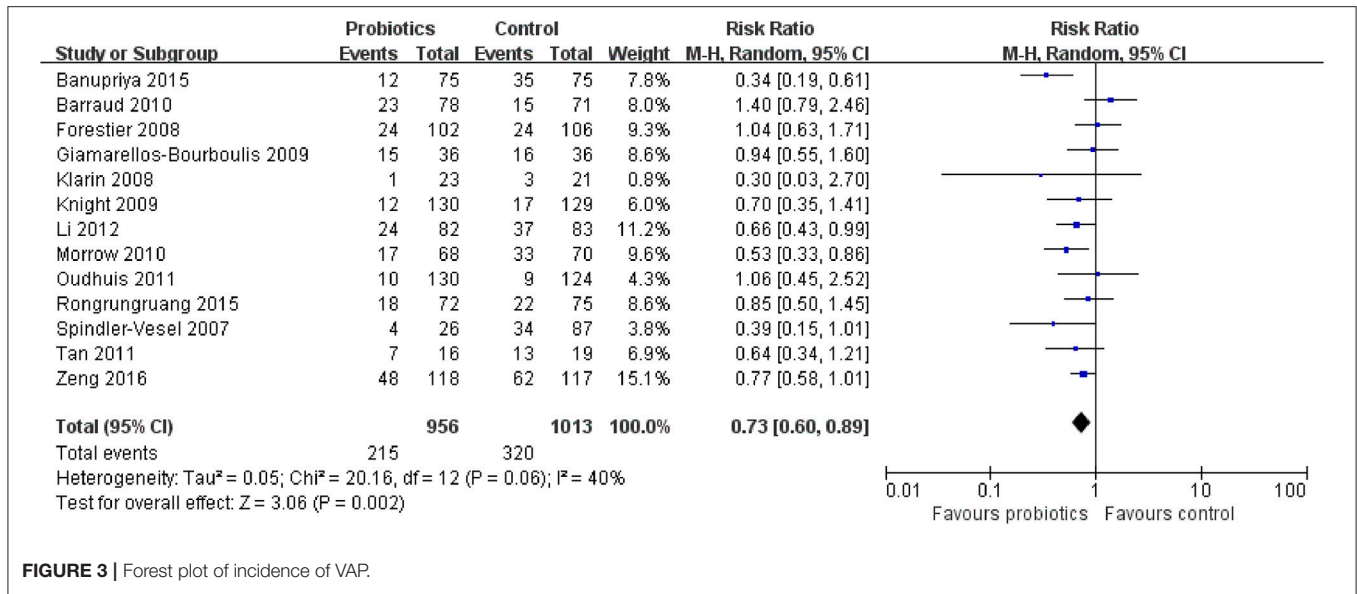 Probiotics Control Risk Ratio Risk Ratio
Study or Subgroup Events Total Events Total Weight M-H, Random, 95% CI M-H, Random, 95% CI
Banupriya 2015 12 75 35 75 7.8% 0.34 [0.19, 0.61]
Barraud 2010 23 78 15 71 8.0% 1.40 [0.79, 2.46]
Forestier 2008 24 102 24 106 9.3% 1.04 [0.63, 1.71]
Giamarellos-Bourboulis 2009 15 36 16 36 8.6% 0.94 [0.55, 1.60]
Klarin 2008 1 23 3 21 0.8% 0.30 [0.03, 2.70]
Knight 2009 12 130 17 129 6.0% 0.70 [0.35, 1.41]
Li 2012 24 82 37 83 11.2% 0.66 [0.43, 0.99]
Morrow 2010 17 68 33 70 9.6% 0.53 [0.33, 0.86]
Oudhuis 2011 10 130 9 124 4.3% 1.06 [0.45, 2.52]
Rongrungruang 2015 18 72 22 75 8.6% 0.85 [0.50, 1.45]
Spindler-Vesel 2007 4 26 34 87 3.8% 0.39 [0.15, 1.01]
Tan 2011 7 16 13 19 6.9% 0.64 [0.34, 1.21]
Zeng 2016 48 118 62 117 15.1% 0.77 [0.58, 1.01]
Total (95% CI) 956 1013 100.0% 0.73 [0.60, 0.89]
Total events 215 320
Heterogeneity: Tau² = 0.05; Chi² = 20.16, df = 12 (P = 0.06); I² = 40%
Test for overall effect: Z = 3.06 (P = 0.002)
0.01 0.1 1 10 100
Favours probiotics Favours control
FIGURE 3 | Forest plot of incidence of VAP.